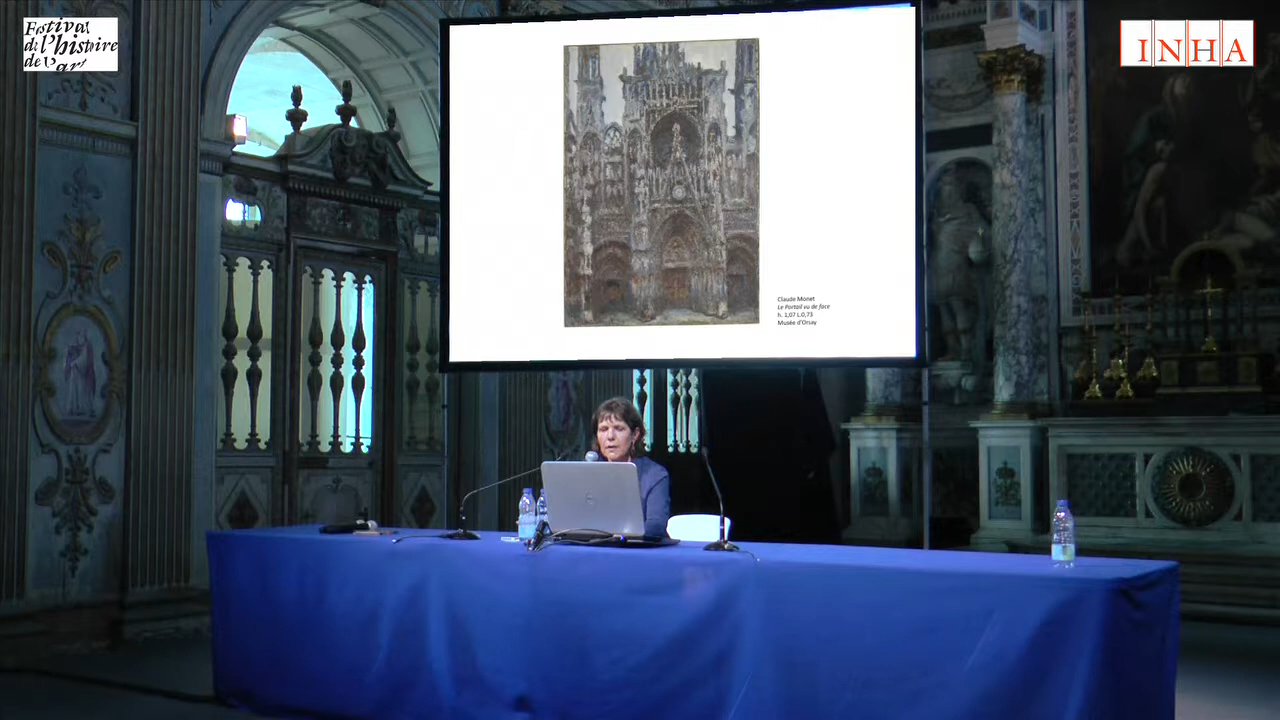 Festival
de l'histoire
de l'art
INHA
Claude Monet
Le Portail vu de face
h. 1,07 L.0,73
Musée d'Orsay